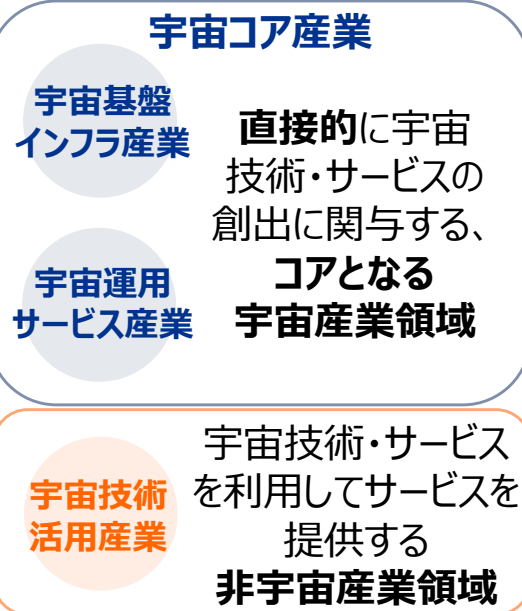 宇宙コア産業
宇宙基盤
インフラ産業
直接的に宇宙
技術・サービスの
創出に関与する、
コアとなる
宇宙産業領域
宇宙運用
サービス産業
宇宙技術
活用産業
宇宙技術・サービス
を利用してサービスを
提供する
非宇宙産業領域